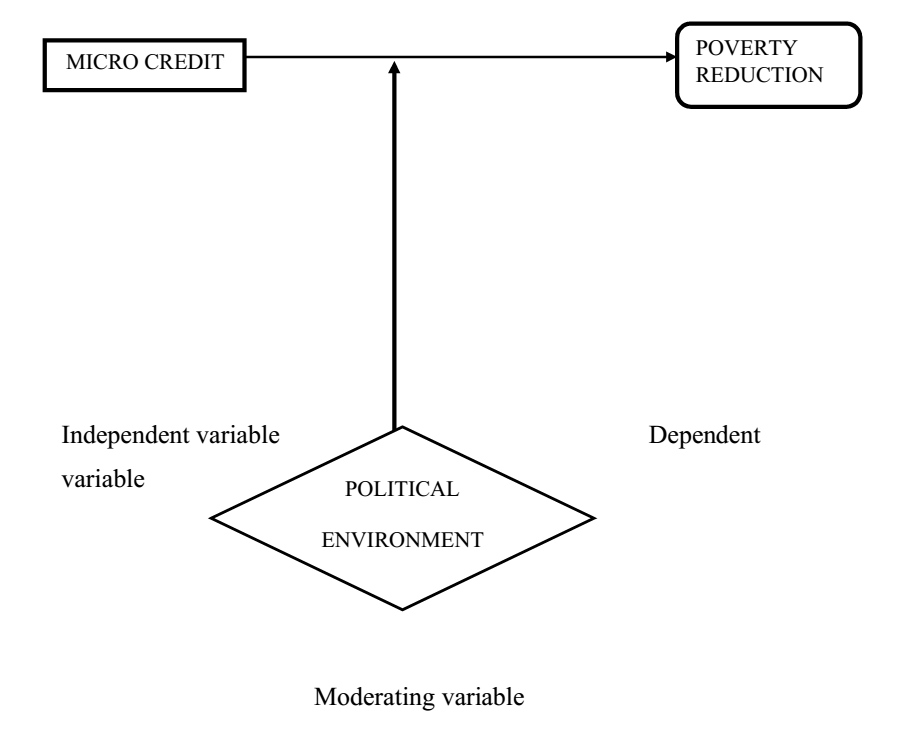 MICRO CREDIT
POVERTY
REDUCTION
Independent variable Dependent
variable
POLITICAL
ENVIRONMENT
Moderating variable